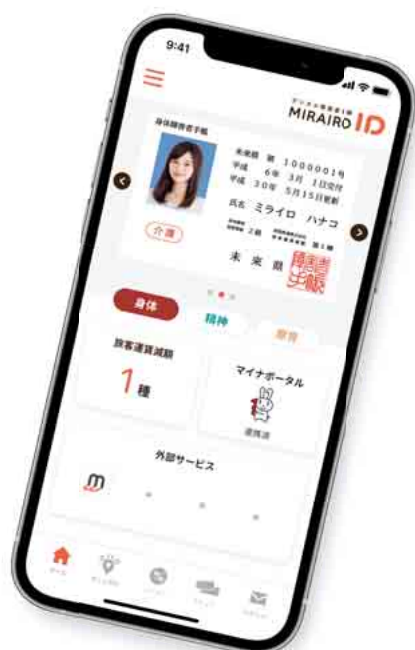 9:41
デジタル障害者手帳
MIRAIRO ID
身体障害者手帳
未来県 第 1000001号
平成 6年 3月 1日交付
平成 30年 5月15日更新
氏名 ミライロ ハナコ
2級 第1種
介護
未来県
身体
精神
療育
旅客運賃減額
1種
マイナポータル
連携済
外部サービス